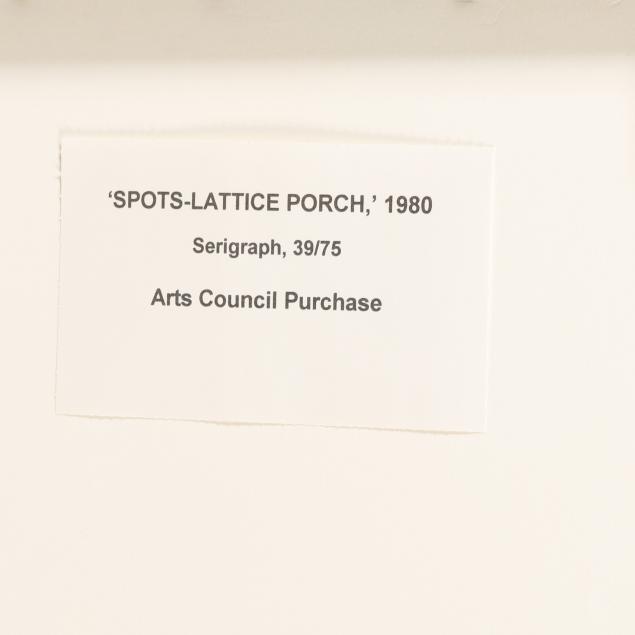 ‘SPOTS-LATTICE PORCH,’ 1980
Serigraph, 39/75
Arts Council Purchase